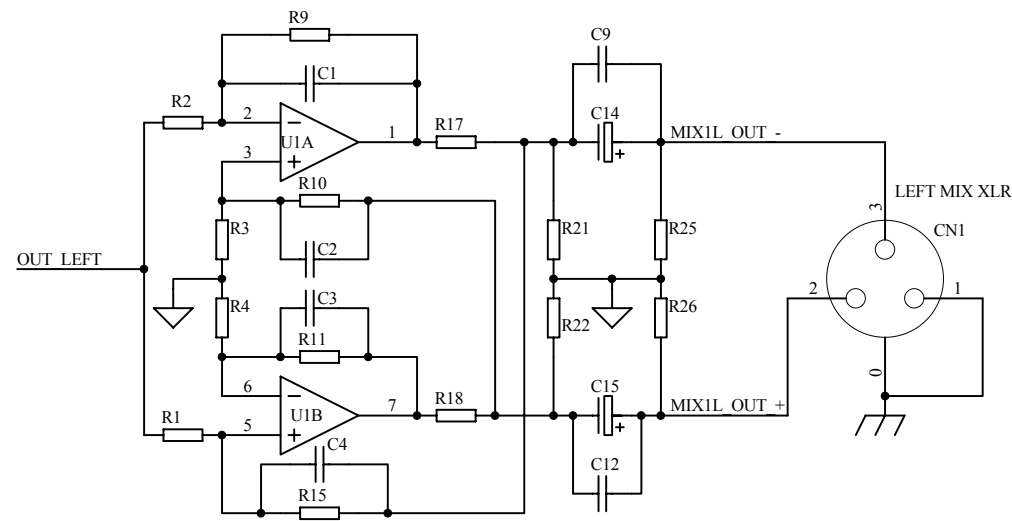 R9
C9
C1
R2
2
C14
U1A
1
R17
MIX1L_OUT_-
3
R10
LEFT MIX XLR
3
R3
R21
R25
CN1
C2
OUT_LEFT
2
1
C3
R4
R22
R26
R11
6
C15
0
R18
7
U1B
MIX1L_OUT_+
R1
5
C4
C12
R15